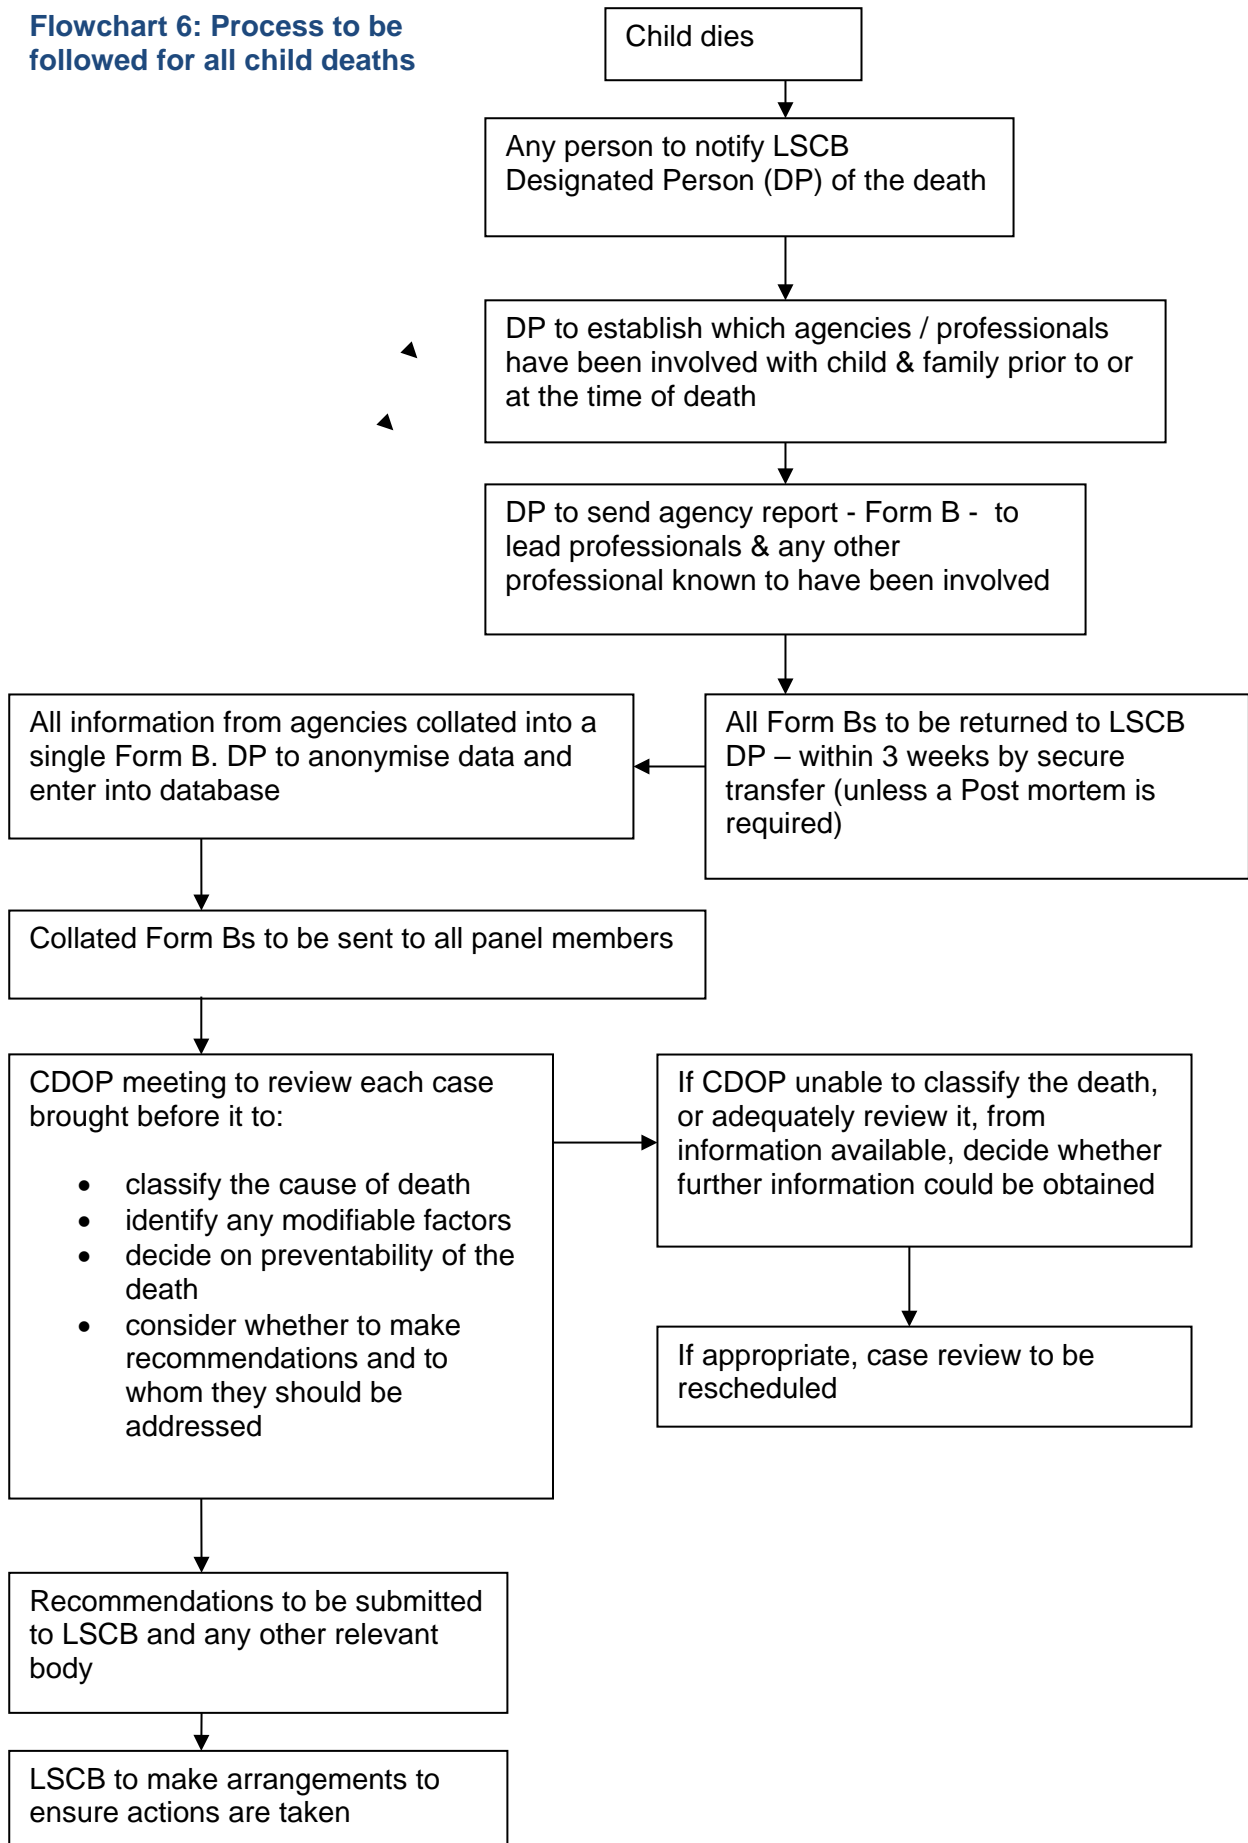 Flowchart 6: Process to be
followed for all child deaths
Child dies
Any person to notify LSCB
Designated Person (DP) of the death
DP to establish which agencies / professionals
have been involved with child & family prior to or
at the time of death
DP to send agency report - Form B -  to
lead professionals & any other
professional known to have been involved
All Form Bs to be returned to LSCB
DP – within 3 weeks by secure
transfer (unless a Post mortem is
required)
All information from agencies collated into a
single Form B. DP to anonymise data and
enter into database
Collated Form Bs to be sent to all panel members
CDOP meeting to review each case
brought before it to:
• classify the cause of death
• identify any modifiable factors
• decide on preventability of the
death
• consider whether to make
recommendations and to
whom they should be
addressed
If CDOP unable to classify the death,
or adequately review it, from
information available, decide whether
further information could be obtained
If appropriate, case review to be
rescheduled
Recommendations to be submitted
to LSCB and any other relevant
body
LSCB to make arrangements to
ensure actions are taken